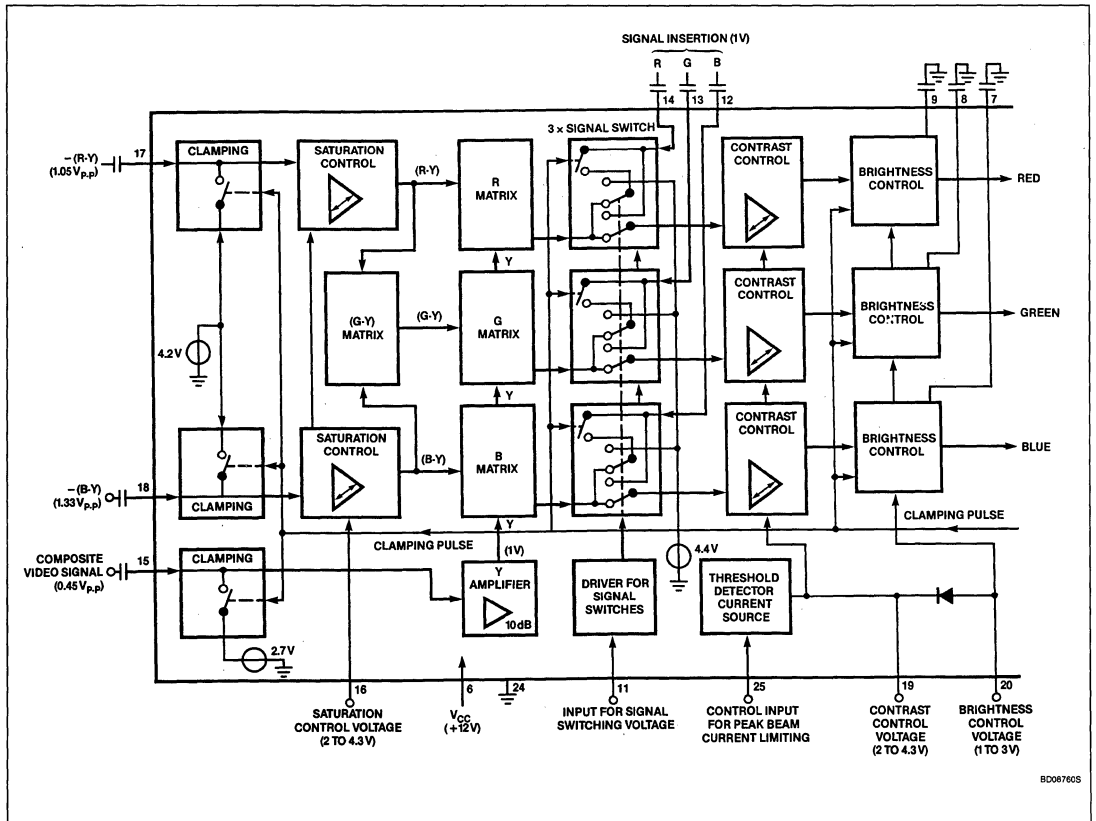 SIGNAL INSERTION (1V)
R G B
14 13 12
9 8 7
3 x SIGNAL SWITCH
17
–(R-Y)
(1.05Vp.p)
CLAMPING
SATURATION
CONTROL
(R-Y)
R
MATRIX
CONTRAST
CONTROL
BRIGHTNESS
CONTROL
RED
Y
4.2V
(G-Y)
MATRIX
(G-Y)
G
MATRIX
CONTRAST
CONTROL
BRIGHTNESS
CONTROL
GREEN
Y
18
–(B-Y)
(1.33Vp.p)
CLAMPING
SATURATION
CONTROL
(B-Y)
B
MATRIX
CONTRAST
CONTROL
BRIGHTNESS
CONTROL
BLUE
Y
CLAMPING PULSE
CLAMPING PULSE
COMPOSITE
VIDEO SIGNAL
(0.45Vp.p)
15
CLAMPING
2.7V
(1V)
Y
AMPLIFIER
10dB
DRIVER FOR
SIGNAL
SWITCHES
4.4V
THRESHOLD
DETECTOR
CURRENT
SOURCE
16
SATURATION
CONTROL VOLTAGE
(2 TO 4.3V)
6
VCC
(+12V)
24
11
INPUT FOR SIGNAL
SWITCHING VOLTAGE
25
CONTROL INPUT
FOR PEAK BEAM
CURRENT LIMITING
19
CONTRAST
CONTROL
VOLTAGE
(2 TO 4.3V)
20
BRIGHTNESS
CONTROL
VOLTAGE
(1 TO 3V)
BD08760S